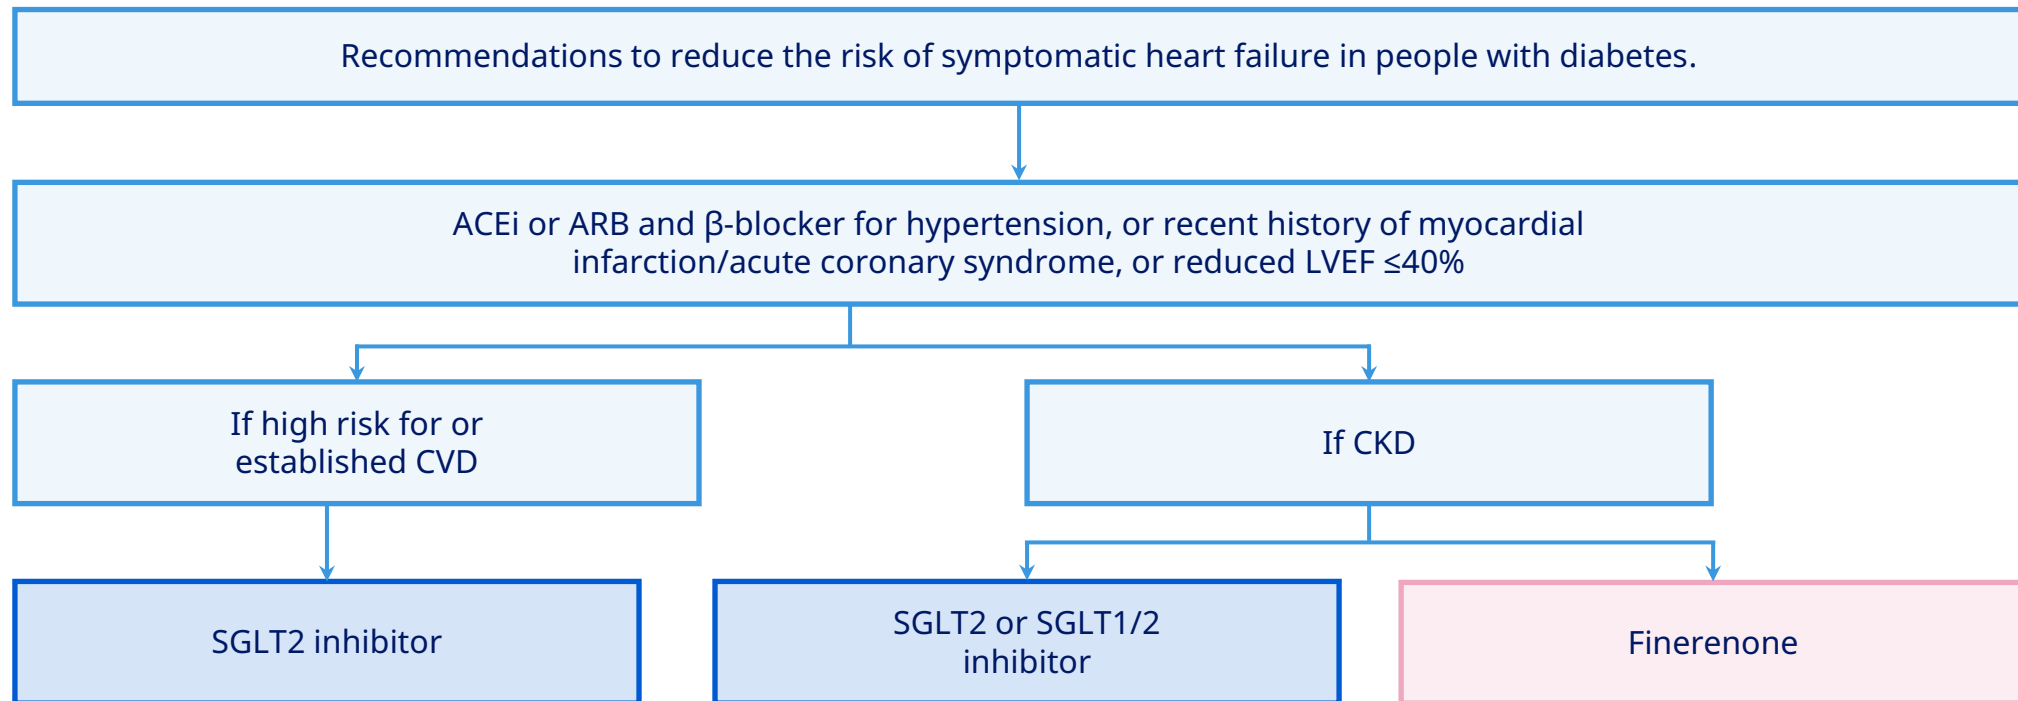 Recommendations to reduce the risk of symptomatic heart failure in people with diabetes.
ACEi or ARB and β-blocker for hypertension, or recent history of myocardial
infarction/acute coronary syndrome, or reduced LVEF ≤40%
If high risk for or
established CVD
If CKD
SGLT2 inhibitor
SGLT2 or SGLT1/2
inhibitor
Finerenone